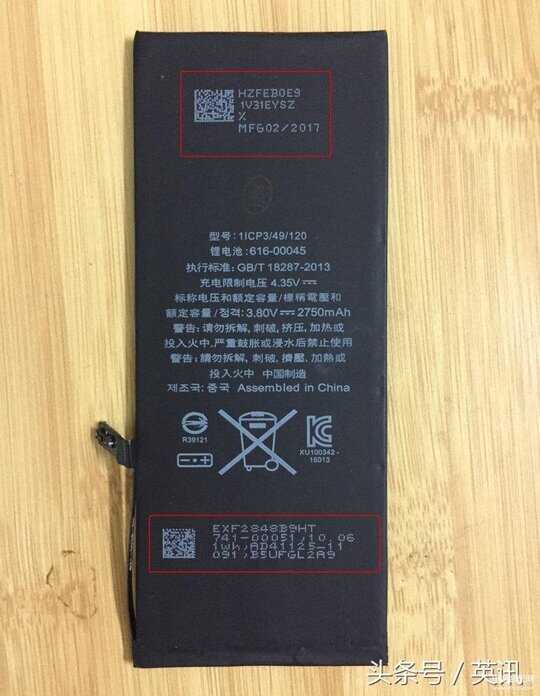 HZFEB0E9
1V31EYSZ
X
MFG02/2017
型号：1ICP3/49/120
锂电池：616-00045
执行标准：GB/T 18287-2013
充电限制电压 4.35V⎓
标称电压和额定容量/標稱電壓和
額定容量/정격：3.80V⎓2750mAh
警告：请勿拆解，刺破，挤压，加热或
投入火中，严重鼓胀或浸水后禁止使用
警告：請勿拆解，刺破，擠壓，加熱或
投入火中 中国制造
제조국：중국 Assembled in China
R39121
XU100342-
16013
EXF2848B9HT
741-00051,10.06
1wh,AD41125-11
091,B5UFGL2A9
头条号 / 英讯